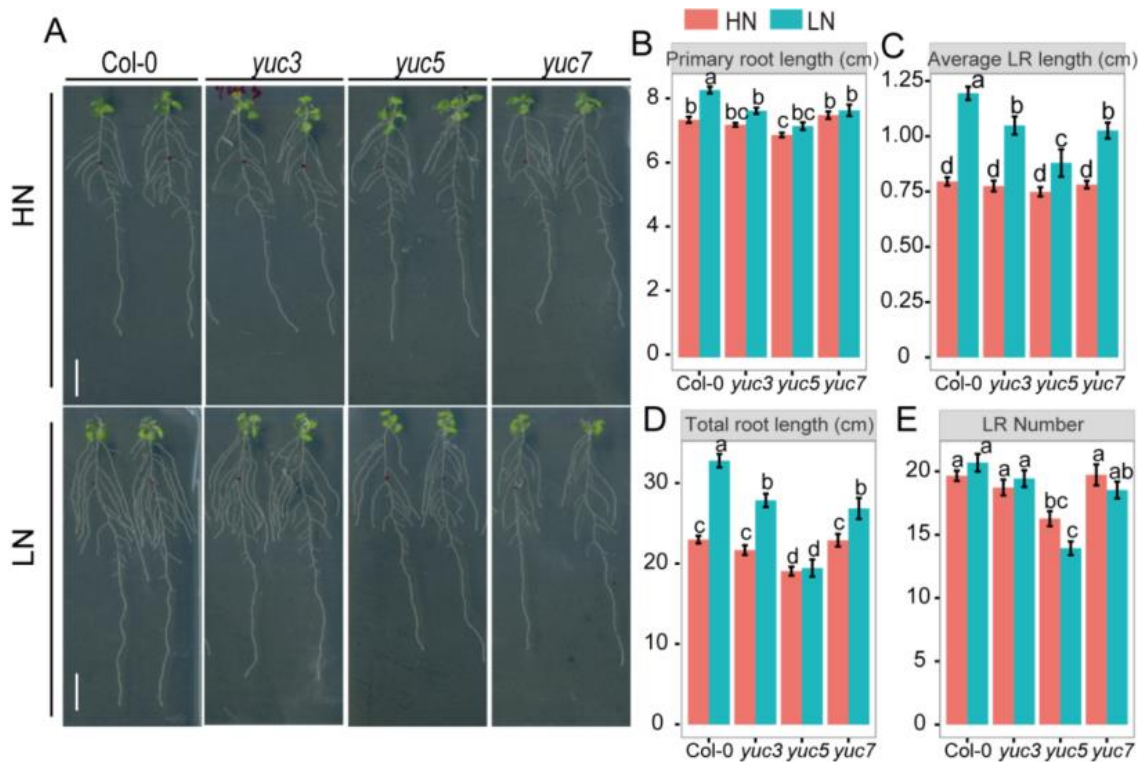 HN LN
A
Col-0 yuc3 yuc5 yuc7
HN
LN
B
Primary root length (cm)
8
6
4
2
0
b a bc b c bc b b
Col-0 yuc3 yuc5 yuc7
C
Average LR length (cm)
1.25
1.00
0.75
0.50
0.25
0
d a d b d c d b
Col-0 yuc3 yuc5 yuc7
D
Total root length (cm)
30
20
10
0
c a c b d d c b
Col-0 yuc3 yuc5 yuc7
E
LR Number
20
15
10
5
0
a a a a bc c a ab
Col-0 yuc3 yuc5 yuc7